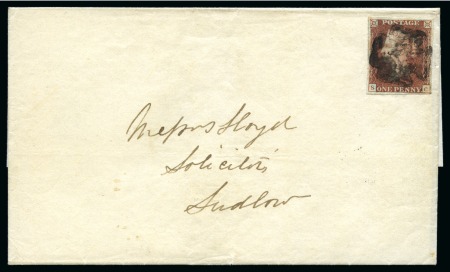 POSTAGE
S C
ONE PENNY
Messrs Lloyd
Solicitors
Ludlow